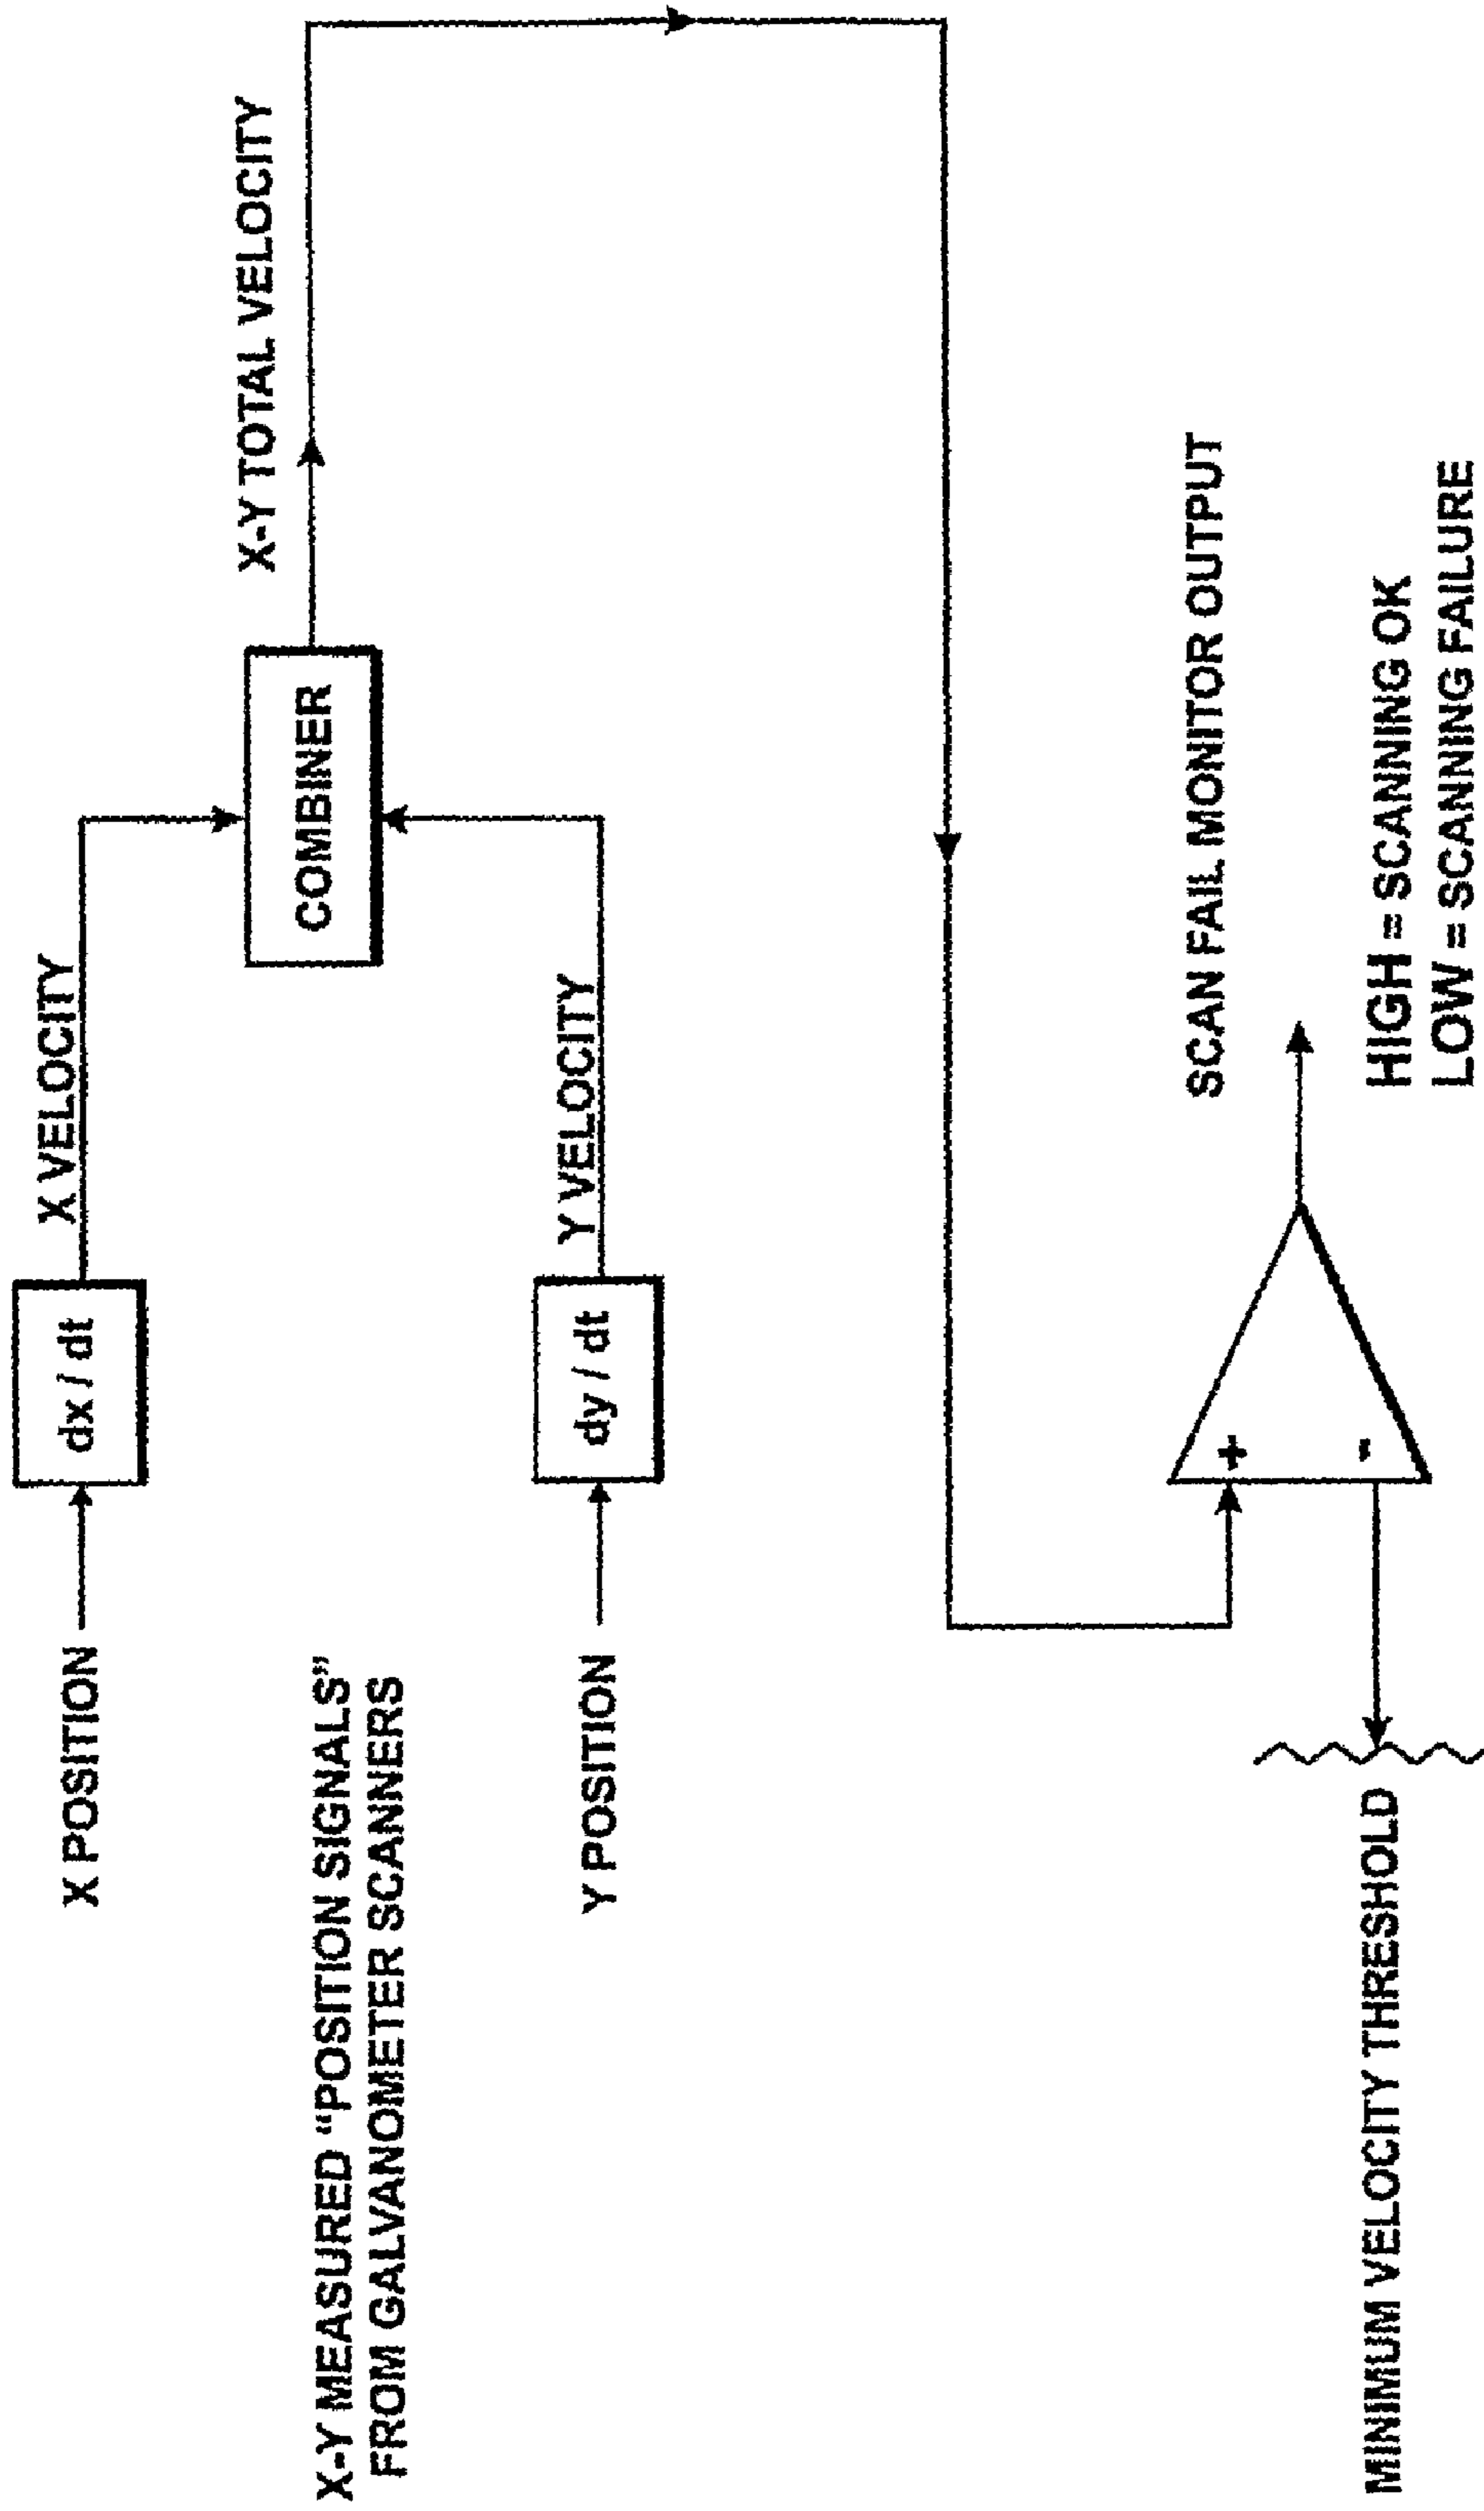 X POSITION
dx / dt
X VELOCITY
X-Y MEASURED “POSITION SIGNALS”
FROM GALVANOMETER SCANNERS
COMBINER
X-Y TOTAL VELOCITY
Y POSITION
dy / dt
Y VELOCITY
SCAN FAIL MONITOR OUTPUT
+
-
MINIMUM VELOCITY THRESHOLD
HIGH = SCANNING OK
LOW = SCANNING FAILURE